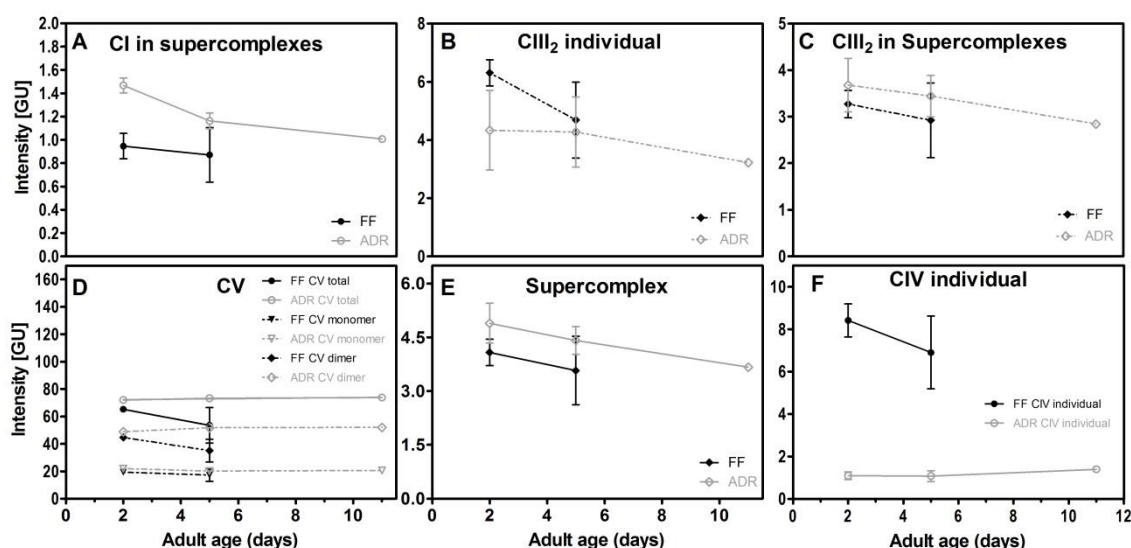 A
CI in supercomplexes
Intensity [GU]
2.0
1.8
1.6
1.4
1.2
1.0
0.8
0.6
0.4
0.2
0.0
FF
ADR
B
CIII₂ individual
8
6
4
2
0
FF
ADR
C
CIII₂ in Supercomplexes
5
4
3
2
1
0
FF
ADR
D
CV
Intensity [GU]
160
140
120
100
80
60
40
20
0
FF CV total
ADR CV total
FF CV monomer
ADR CV monomer
FF CV dimer
ADR CV dimer
0 2 4 6 8 10
Adult age (days)
E
Supercomplex
6.0
4.5
3.0
1.5
0.0
FF
ADR
0 2 4 6 8 10
Adult age (days)
F
CIV individual
10
8
6
4
2
0
FF CIV individual
ADR CIV individual
0 2 4 6 8 10 12
Adult age (days)